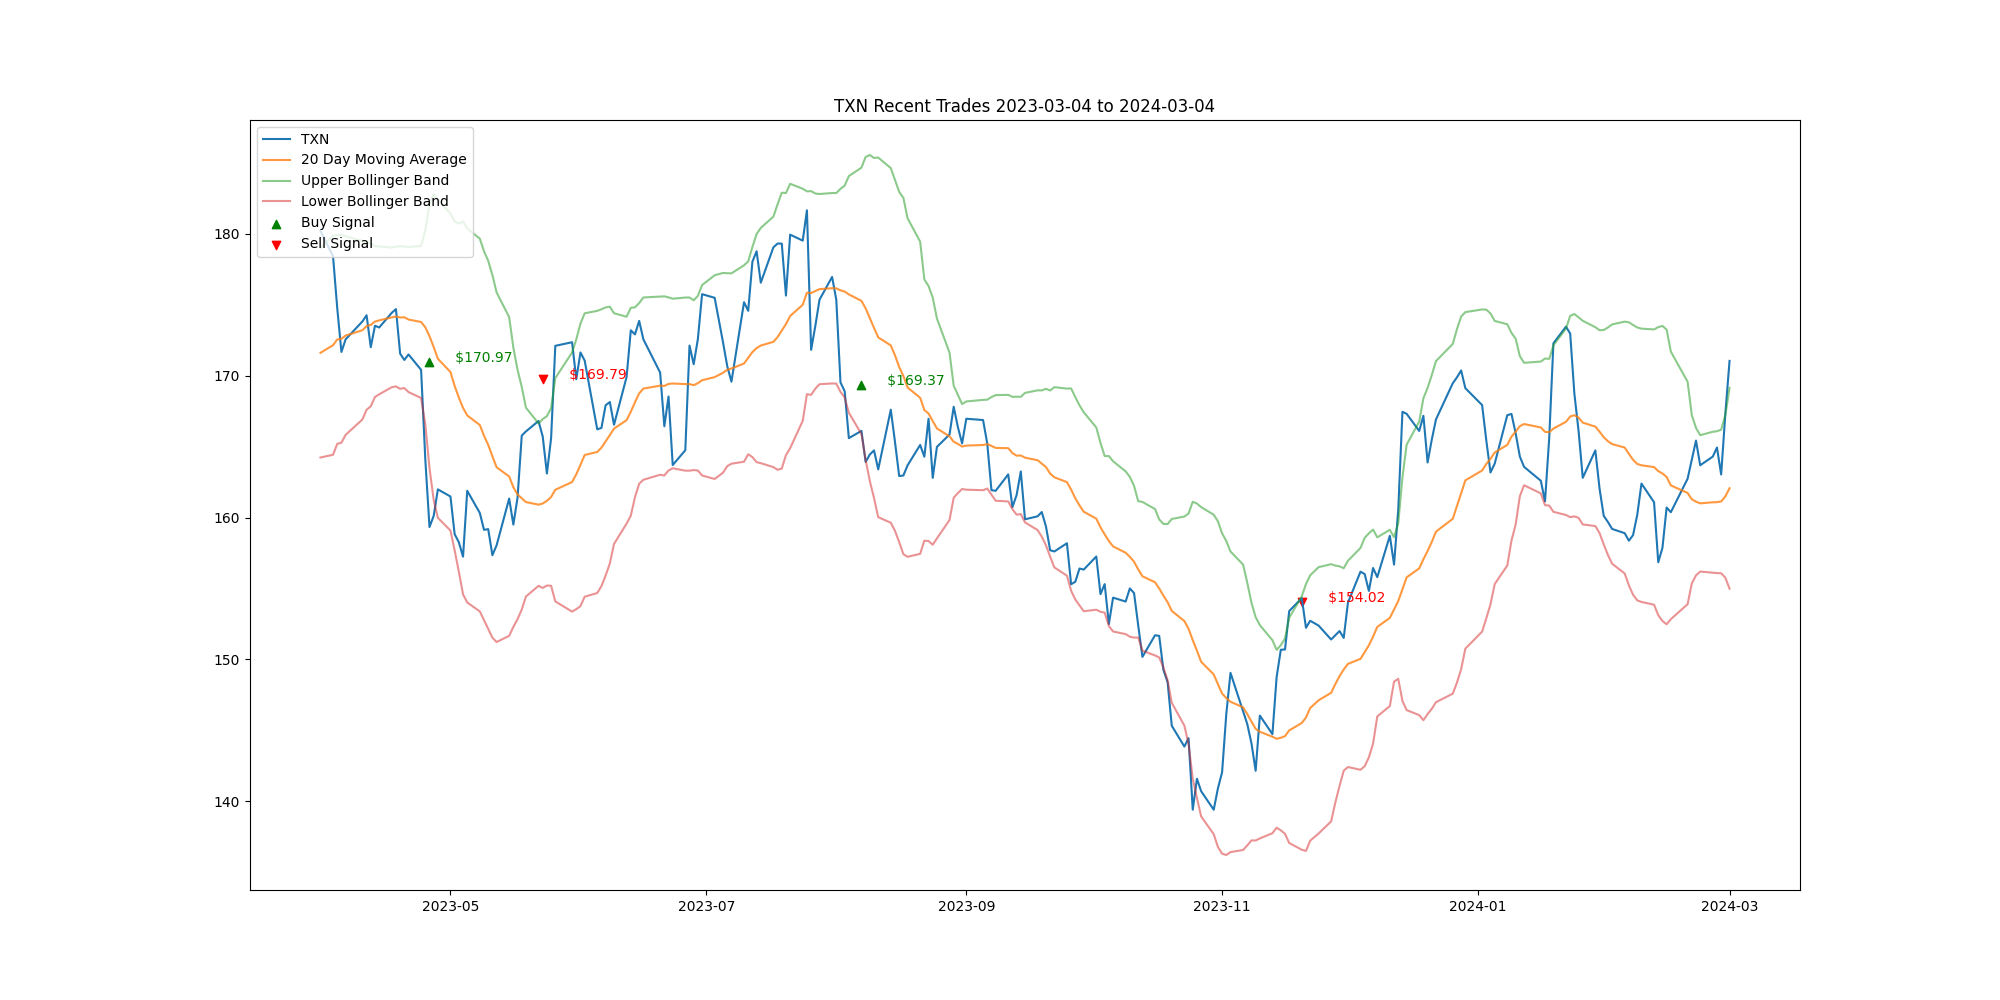 TXN Recent Trades 2023-03-04 to 2024-03-04
TXN
20 Day Moving Average
Upper Bollinger Band
Lower Bollinger Band
Buy Signal
Sell Signal
180
170
160
150
140
$170.97
$169.79
$169.37
$154.02
2023-05
2023-07
2023-09
2023-11
2024-01
2024-03